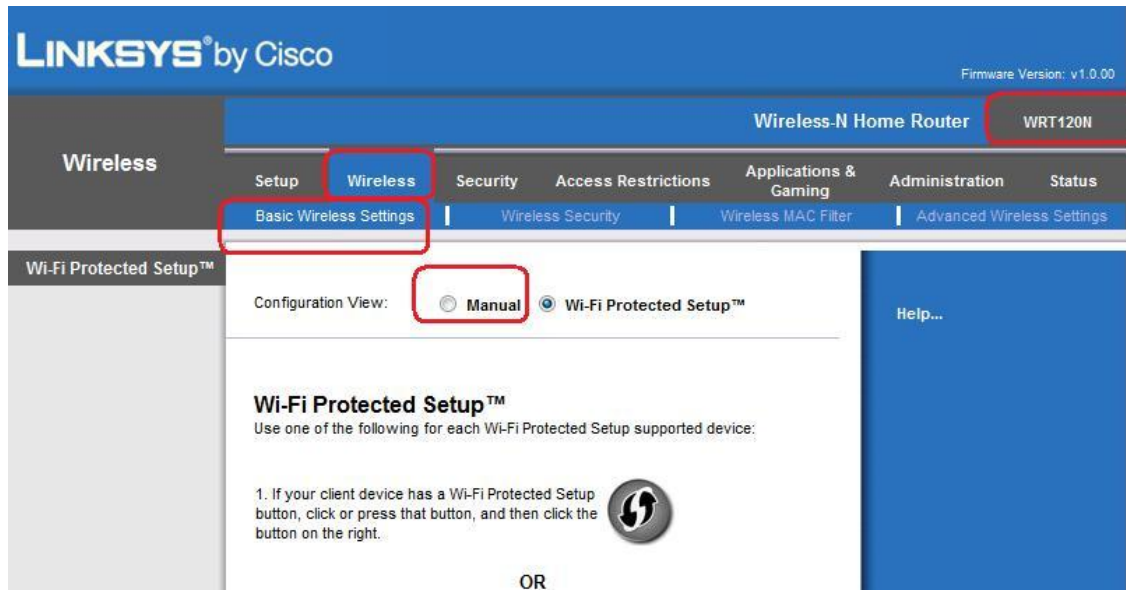 LINKSYS® by Cisco
Firmware Version: v1.0.00
Wireless-N Home Router WRT120N
Wireless
Setup Wireless Security Access Restrictions Applications & Gaming Administration Status
Basic Wireless Settings Wireless Security Wireless MAC Filter Advanced Wireless Settings
Wi-Fi Protected Setup™
Configuration View: Manual Wi-Fi Protected Setup™
Help...
Wi-Fi Protected Setup™
Use one of the following for each Wi-Fi Protected Setup supported device:
1. If your client device has a Wi-Fi Protected Setup
button, click or press that button, and then click the
button on the right.
OR